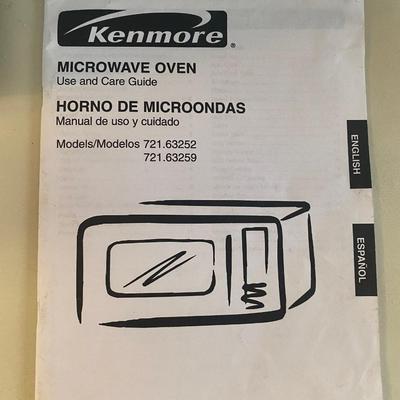 Kenmore®
MICROWAVE OVEN
Use and Care Guide
HORNO DE MICROONDAS
Manual de uso y cuidado
Models/Modelos 721.63252
721.63259
ENGLISH
ESPAÑOL